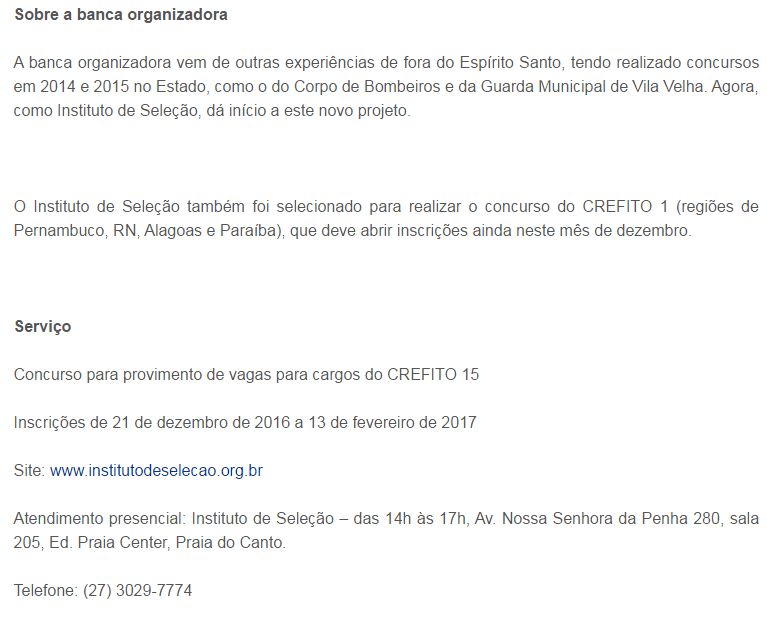 Sobre a banca organizadora
A banca organizadora vem de outras experiências de fora do Espírito Santo, tendo realizado concursos
em 2014 e 2015 no Estado, como o do Corpo de Bombeiros e da Guarda Municipal de Vila Velha. Agora,
como Instituto de Seleção, dá início a este novo projeto.
O Instituto de Seleção também foi selecionado para realizar o concurso do CREFITO 1 (regiões de
Pernambuco, RN, Alagoas e Paraíba), que deve abrir inscrições ainda neste mês de dezembro.
Serviço
Concurso para provimento de vagas para cargos do CREFITO 15
Inscrições de 21 de dezembro de 2016 a 13 de fevereiro de 2017
Site: www.institutodeselecao.org.br
Atendimento presencial: Instituto de Seleção – das 14h às 17h, Av. Nossa Senhora da Penha 280, sala
205, Ed. Praia Center, Praia do Canto.
Telefone: (27) 3029-7774